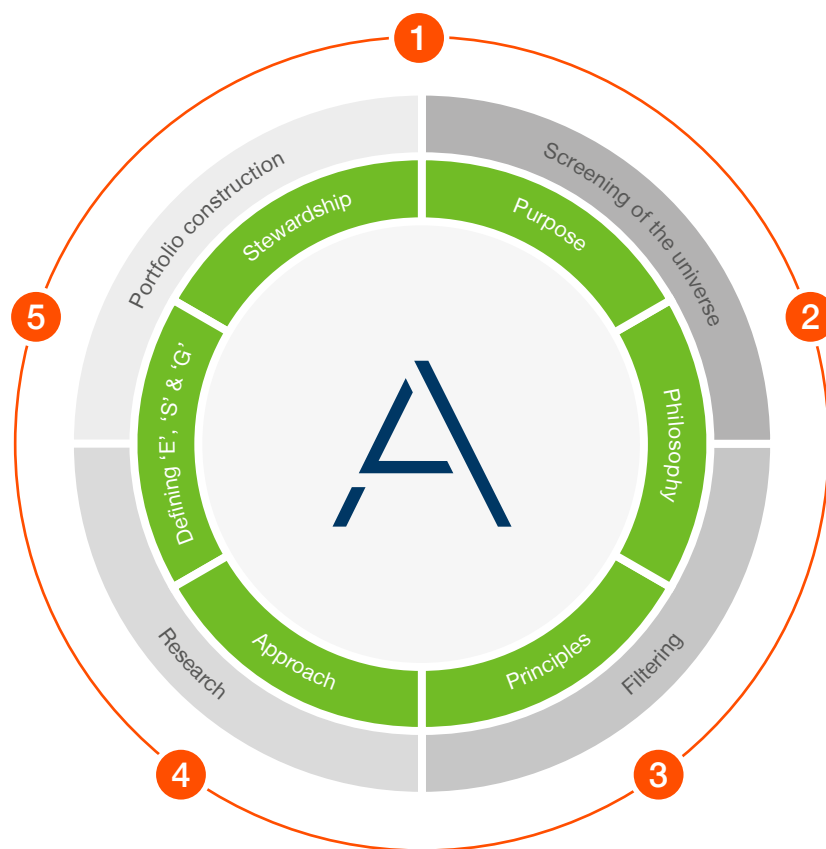 1
Screening of the universe
Purpose
2
Philosophy
Filtering
Principles
3
Research
Approach
4
Defining ‘E’, ‘S’ & ‘G’
5
Portfolio construction
Stewardship